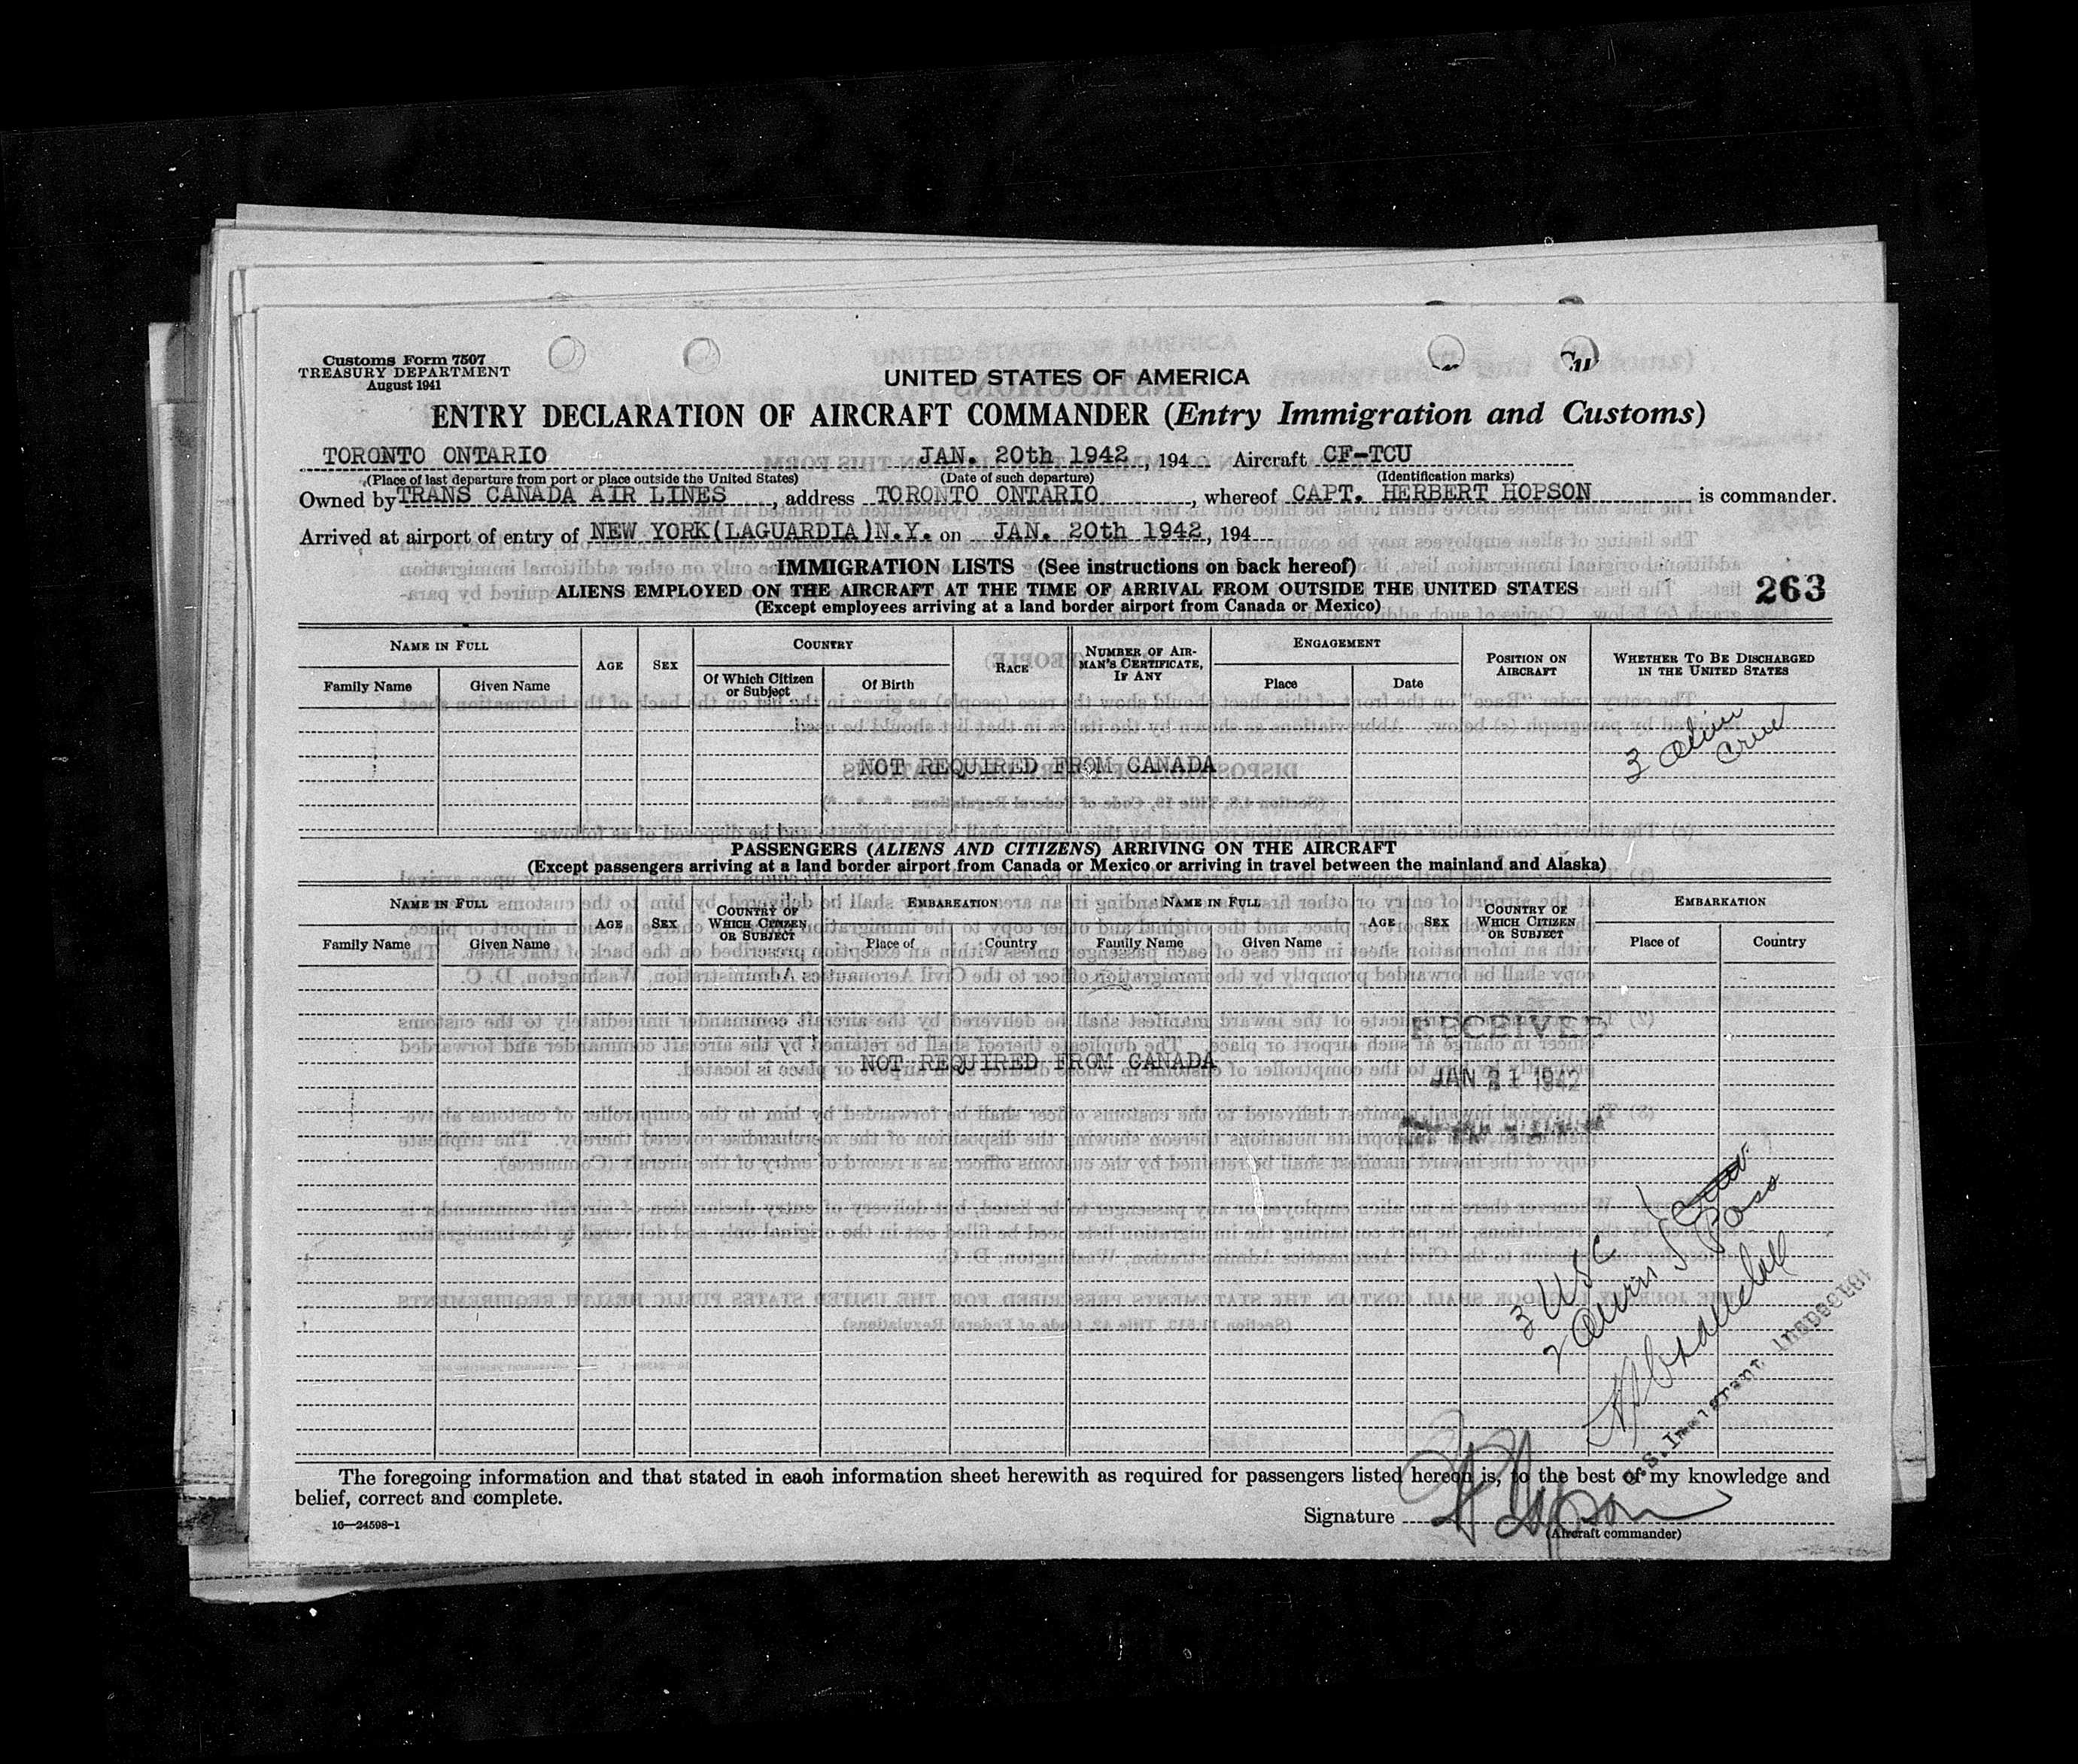 Customs Form 7507
TREASURY DEPARTMENT
August 1941
UNITED STATES OF AMERICA
ENTRY DECLARATION OF AIRCRAFT COMMANDER (Entry Immigration and Customs)
TORONTO ONTARIO JAN. 20th 1942, 194 Aircraft CF-TCU
(Place of last departure from port or place outside the United States) (Date of such departure) (Identification marks)
Owned by TRANS CANADA AIR LINES, address TORONTO ONTARIO, whereof CAPT. HERBERT HOPSON is commander.
Arrived at airport of entry of NEW YORK(LAGUARDIA)N.Y. on JAN. 20th 1942, 194
IMMIGRATION LISTS (See instructions on back hereof)
ALIENS EMPLOYED ON THE AIRCRAFT AT THE TIME OF ARRIVAL FROM OUTSIDE THE UNITED STATES
263
(Except employees arriving at a land border airport from Canada or Mexico)
NAME IN FULL AGE SEX COUNTRY RACE NUMBER OF AIR-MAN'S CERTIFICATE, IF ANY ENGAGEMENT POSITION ON AIRCRAFT WHETHER TO BE DISCHARGED IN THE UNITED STATES
Family Name Given Name Of Which Citizen or Subject Of Birth Place Date
3 alien
crew
NOT REQUIRED FROM CANADA
PASSENGERS (ALIENS AND CITIZENS) ARRIVING ON THE AIRCRAFT
(Except passengers arriving at a land border airport from Canada or Mexico or arriving in travel between the mainland and Alaska)
NAME IN FULL AGE SEX COUNTRY OF WHICH CITIZEN OR SUBJECT EMBARKATION NAME IN FULL AGE SEX COUNTRY OF WHICH CITIZEN OR SUBJECT EMBARKATION
Family Name Given Name Place of Country Family Name Given Name Place of Country
RECEIVED
NOT REQUIRED FROM CANADA
JAN 21 1942
3 USC
2 alien
Pass
U.S. Immigrant Inspector
The foregoing information and that stated in each information sheet herewith as required for passengers listed hereon is, to the best of my knowledge and
belief, correct and complete.
16—24598-1
Signature H Hopson
(Aircraft commander)